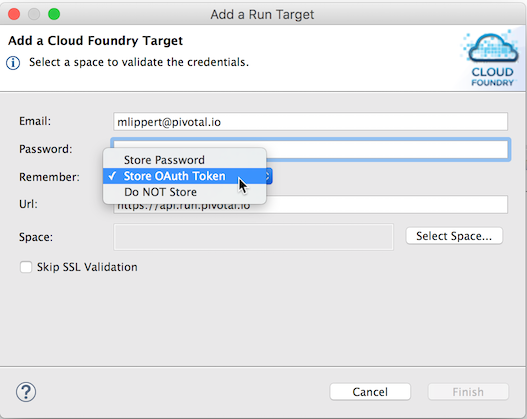 Add a Run Target
Add a Cloud Foundry Target
Select a space to validate the credentials.
CLOUD
FOUNDRY
Email: mlippert@pivotal.io
Password:
Store Password
Remember: ✓ Store OAuth Token
Do NOT Store
Url: https://api.run.pivotal.io
Space: Select Space...
Skip SSL Validation
? Cancel Finish